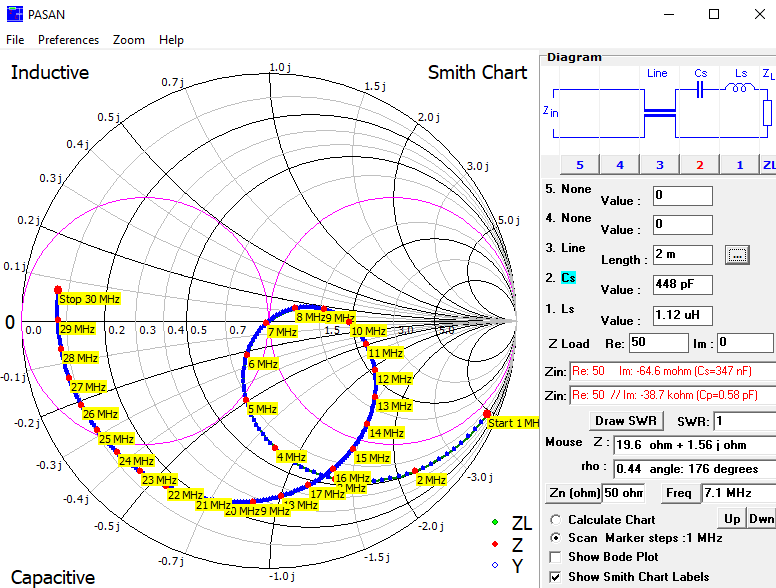 PASAN
File Preferences Zoom Help
Inductive
Smith Chart
1.0 j
0.7 j
1.5 j
0.5 j
2.0 j
0.4 j
3.0 j
0.3 j
0.2 j
5.0 j
0.1 j
Stop 30 MHz
8 MHz
9 MHz
0
0.0
0.2
0.3
0.4
0.5
0.7
1.5
3.0
5.0
29 MHz
7 MHz
10 MHz
28 MHz
6 MHz
11 MHz
-0.1 j
27 MHz
12 MHz
26 MHz
5 MHz
13 MHz
Start 1 MH
-0.2 j
25 MHz
14 MHz
24 MHz
4 MHz
15 MHz
-0.3 j
23 MHz
16 MHz
2 MHz
-3.0 j
22 MHz
17 MHz
-0.4 j
21 MHz
20 MHz
-0.5 j
-2.0 j
-0.7 j
-1.5 j
-1.0 j
Capacitive
ZL
Z
Y
Diagram
Line Cs Ls ZL
Zin
5 4 3 2 1 ZL
5. None
Value : 0
4. None
Value : 0
3. Line
Length : 2 m ...
2. Cs
Value : 448 pF
1. Ls
Value : 1.12 uH
Z Load Re: 50 Im : 0
Zin: Re: 50 Im: -64.6 mohm (Cs=347 nF)
Zin: Re: 50 // Im: -38.7 kohm (Cp=0.58 pF)
Draw SWR SWR: 1
Mouse Z : 19.6 ohm + 1.56 j ohm
rho : 0.44 angle: 176 degrees
Zn (ohm) 50 ohm Freq 7.1 MHz
Calculate Chart Up Dwn
Scan Marker steps :1 MHz
Show Bode Plot
Show Smith Chart Labels